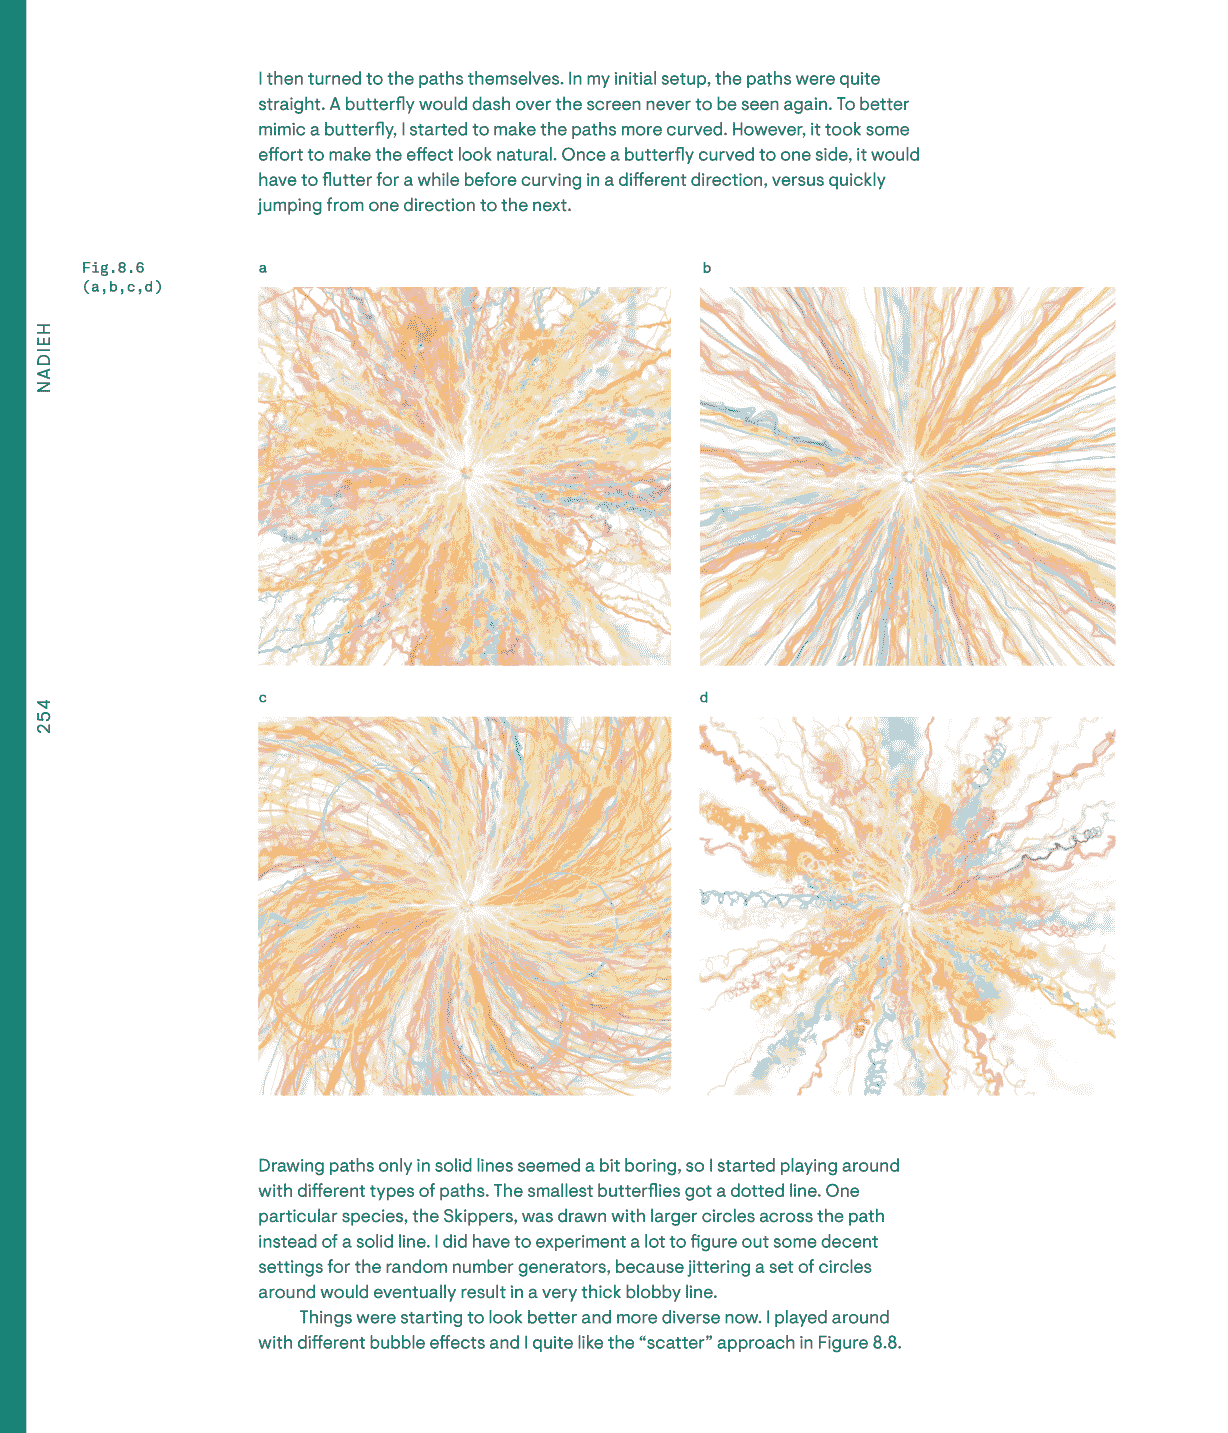 I then turned to the paths themselves. In my initial setup, the paths were quite
straight. A butterfly would dash over the screen never to be seen again. To better
mimic a butterfly, I started to make the paths more curved. However, it took some
effort to make the effect look natural. Once a butterfly curved to one side, it would
have to flutter for a while before curving in a different direction, versus quickly
jumping from one direction to the next.
Fig.8.6
(a,b,c,d)
a
b
NADIEH
c
d
254
Drawing paths only in solid lines seemed a bit boring, so I started playing around
with different types of paths. The smallest butterflies got a dotted line. One
particular species, the Skippers, was drawn with larger circles across the path
instead of a solid line. I did have to experiment a lot to figure out some decent
settings for the random number generators, because jittering a set of circles
around would eventually result in a very thick blobby line.
Things were starting to look better and more diverse now. I played around
with different bubble effects and I quite like the “scatter” approach in Figure 8.8.